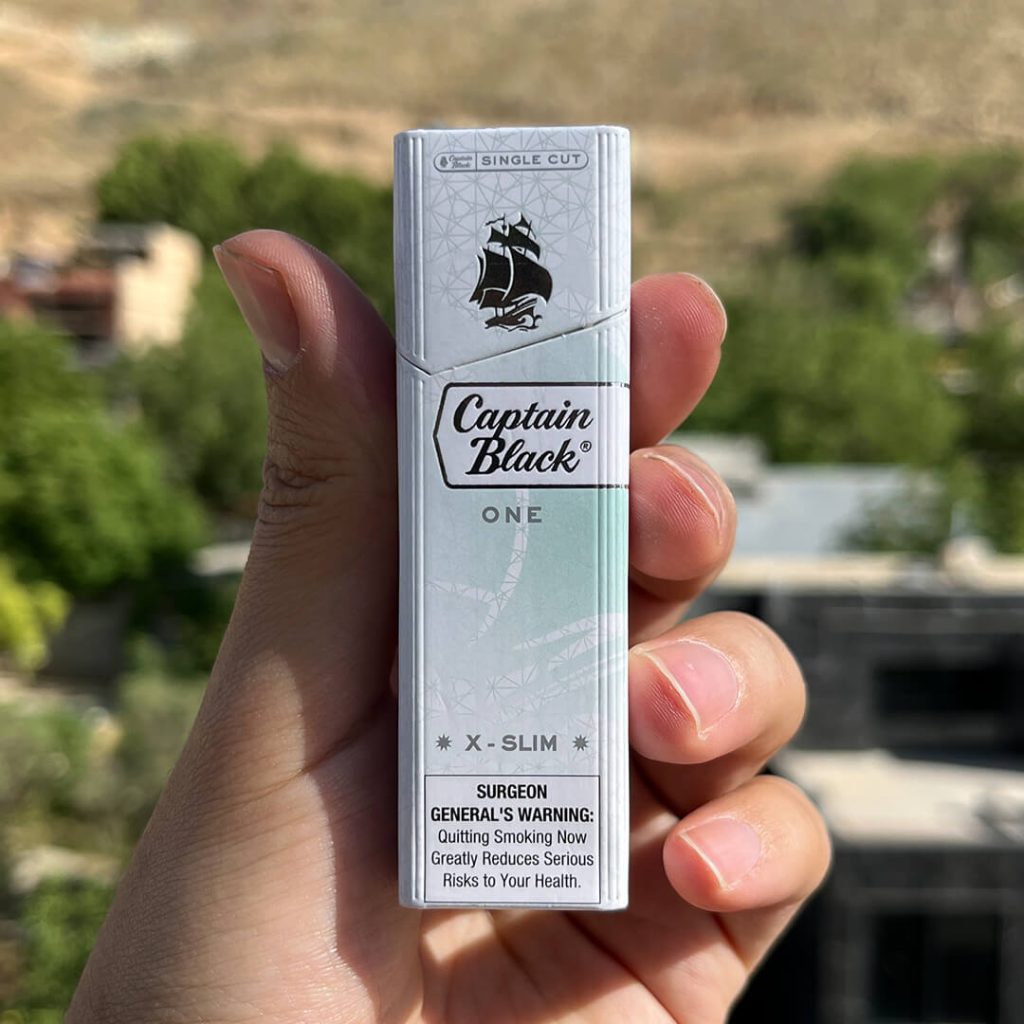 Captain Black SINGLE CUT
Captain
Black®
ONE
X - SLIM
SURGEON
GENERAL'S WARNING:
Quitting Smoking Now
Greatly Reduces Serious
Risks to Your Health.